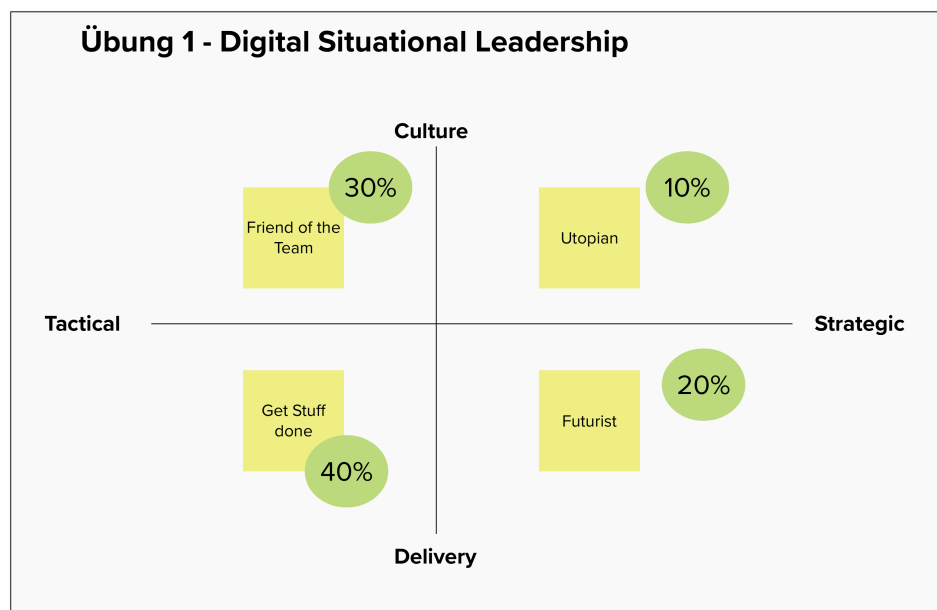 Übung 1 - Digital Situational Leadership
Culture
30%
10%
Friend of the
Team
Utopian
Tactical
Strategic
20%
Get Stuff
done
Futurist
40%
Delivery